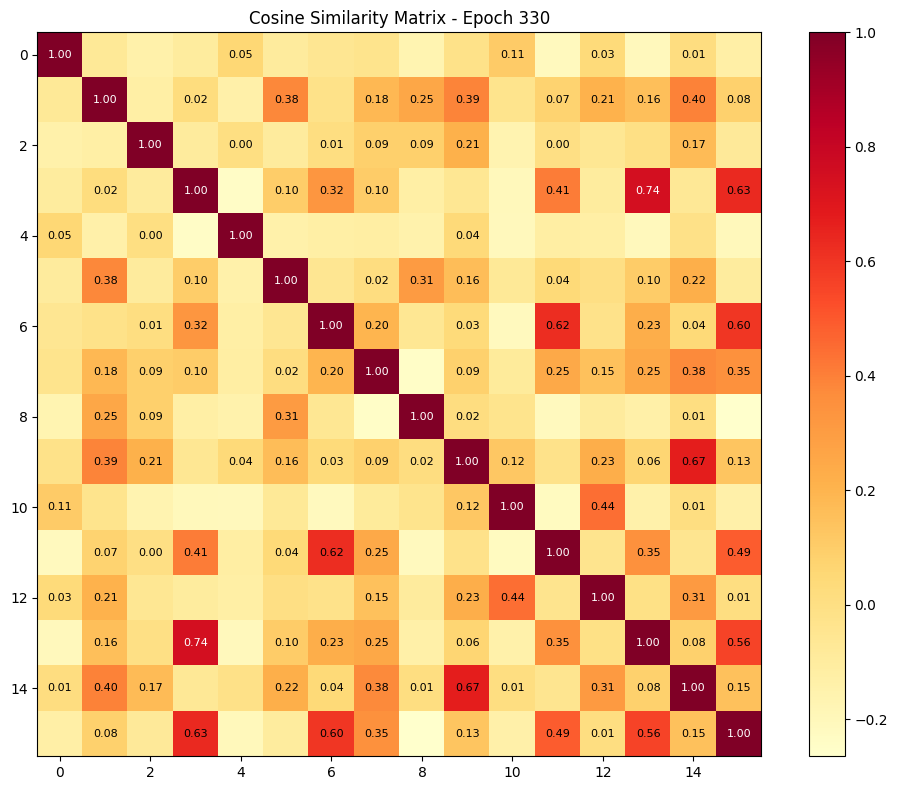 Cosine Similarity Matrix - Epoch 330
1.0
0 1.00 0.05 0.11 0.03 0.01
1.00 0.02 0.38 0.18 0.25 0.39 0.07 0.21 0.16 0.40 0.08
0.8
2 1.00 0.00 0.01 0.09 0.09 0.21 0.00 0.17
0.02 1.00 0.10 0.32 0.10 0.41 0.74 0.63
4 0.05 0.00 1.00 0.04
0.6
0.38 0.10 1.00 0.02 0.31 0.16 0.04 0.10 0.22
6 0.01 0.32 1.00 0.20 0.03 0.62 0.23 0.04 0.60
0.4
0.18 0.09 0.10 0.02 0.20 1.00 0.09 0.25 0.15 0.25 0.38 0.35
8 0.25 0.09 0.31 1.00 0.02 0.01
0.39 0.21 0.04 0.16 0.03 0.09 0.02 1.00 0.12 0.23 0.06 0.67 0.13
0.2
10 0.11 0.12 1.00 0.44 0.01
0.07 0.00 0.41 0.04 0.62 0.25 1.00 0.35 0.49
12 0.03 0.21 0.15 0.23 0.44 1.00 0.31 0.01
0.0
0.16 0.74 0.10 0.23 0.25 0.06 0.35 1.00 0.08 0.56
14 0.01 0.40 0.17 0.22 0.04 0.38 0.01 0.67 0.01 0.31 0.08 1.00 0.15
−0.2
0.08 0.63 0.60 0.35 0.13 0.49 0.01 0.56 0.15 1.00
0 2 4 6 8 10 12 14